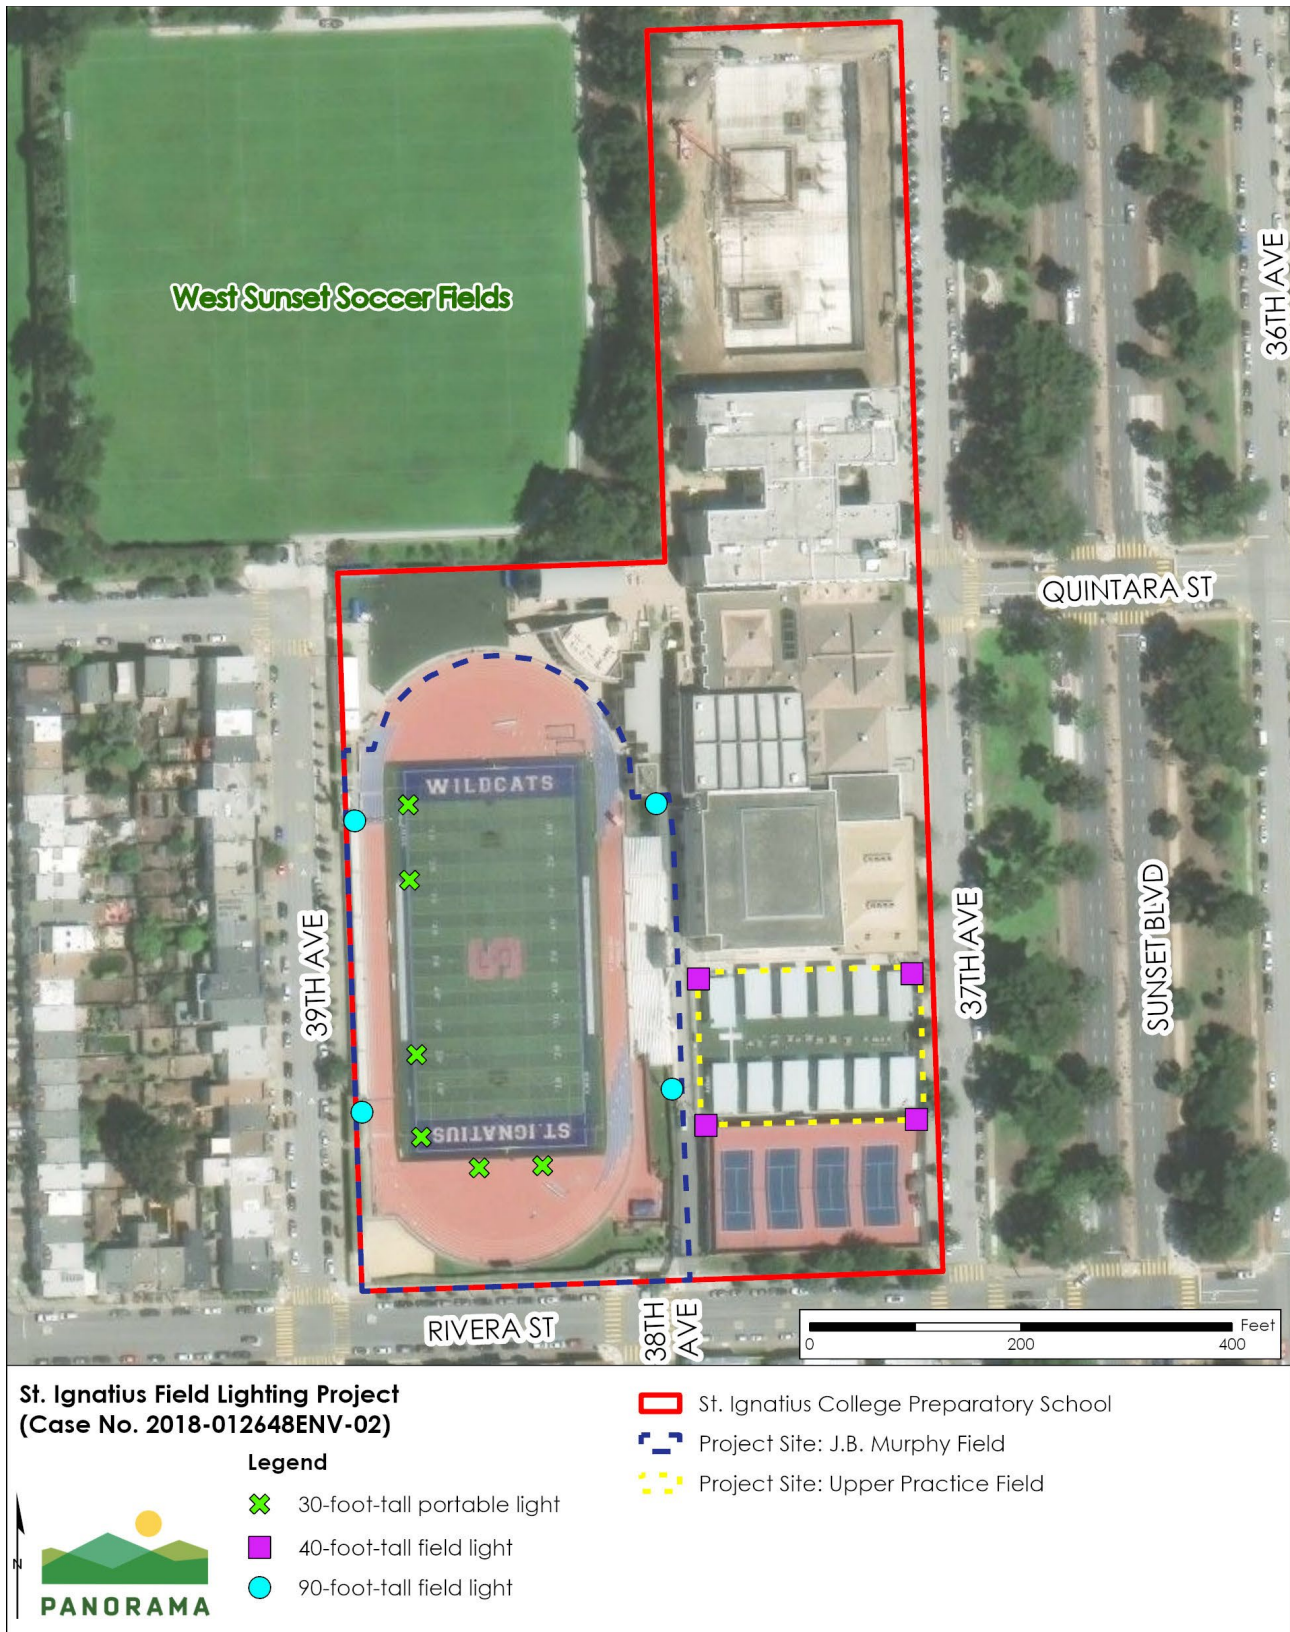 West Sunset Soccer Fields
36TH AVE
QUINTARA ST
WILDCATS
39TH AVE
37TH AVE
SUNSET BLVD
ST. IGNATIUS
RIVERA ST
38TH
AVE
Feet
0 200 400
St. Ignatius Field Lighting Project
(Case No. 2018-012648ENV-02)
Legend
30-foot-tall portable light
40-foot-tall field light
90-foot-tall field light
St. Ignatius College Preparatory School
Project Site: J.B. Murphy Field
Project Site: Upper Practice Field
N
PANORAMA